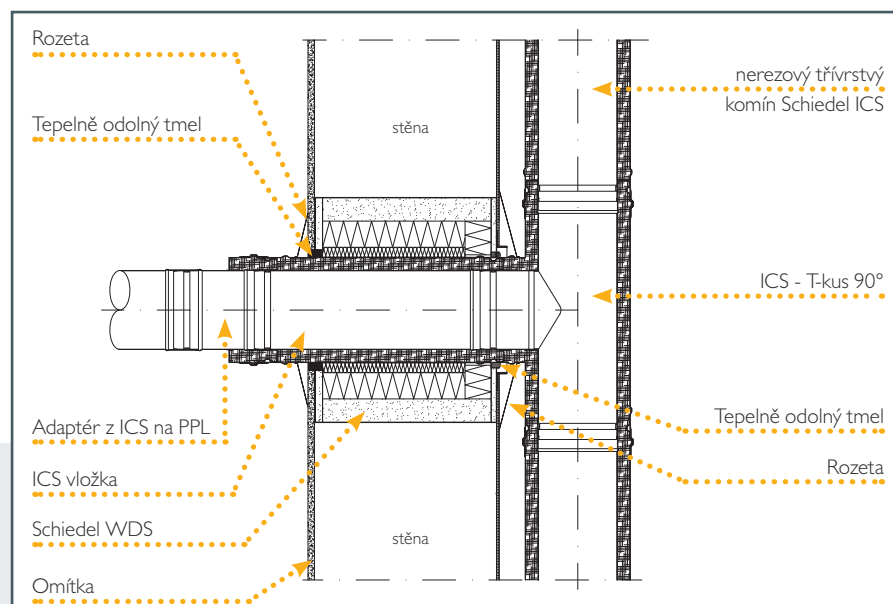 Rozeta
nerezový třívrstvý
komín Schiedel ICS
Tepelně odolný tmel
stěna
ICS - T-kus 90°
Adaptér z ICS na PPL
Tepelně odolný tmel
ICS vložka
Rozeta
Schiedel WDS
stěna
Omítka